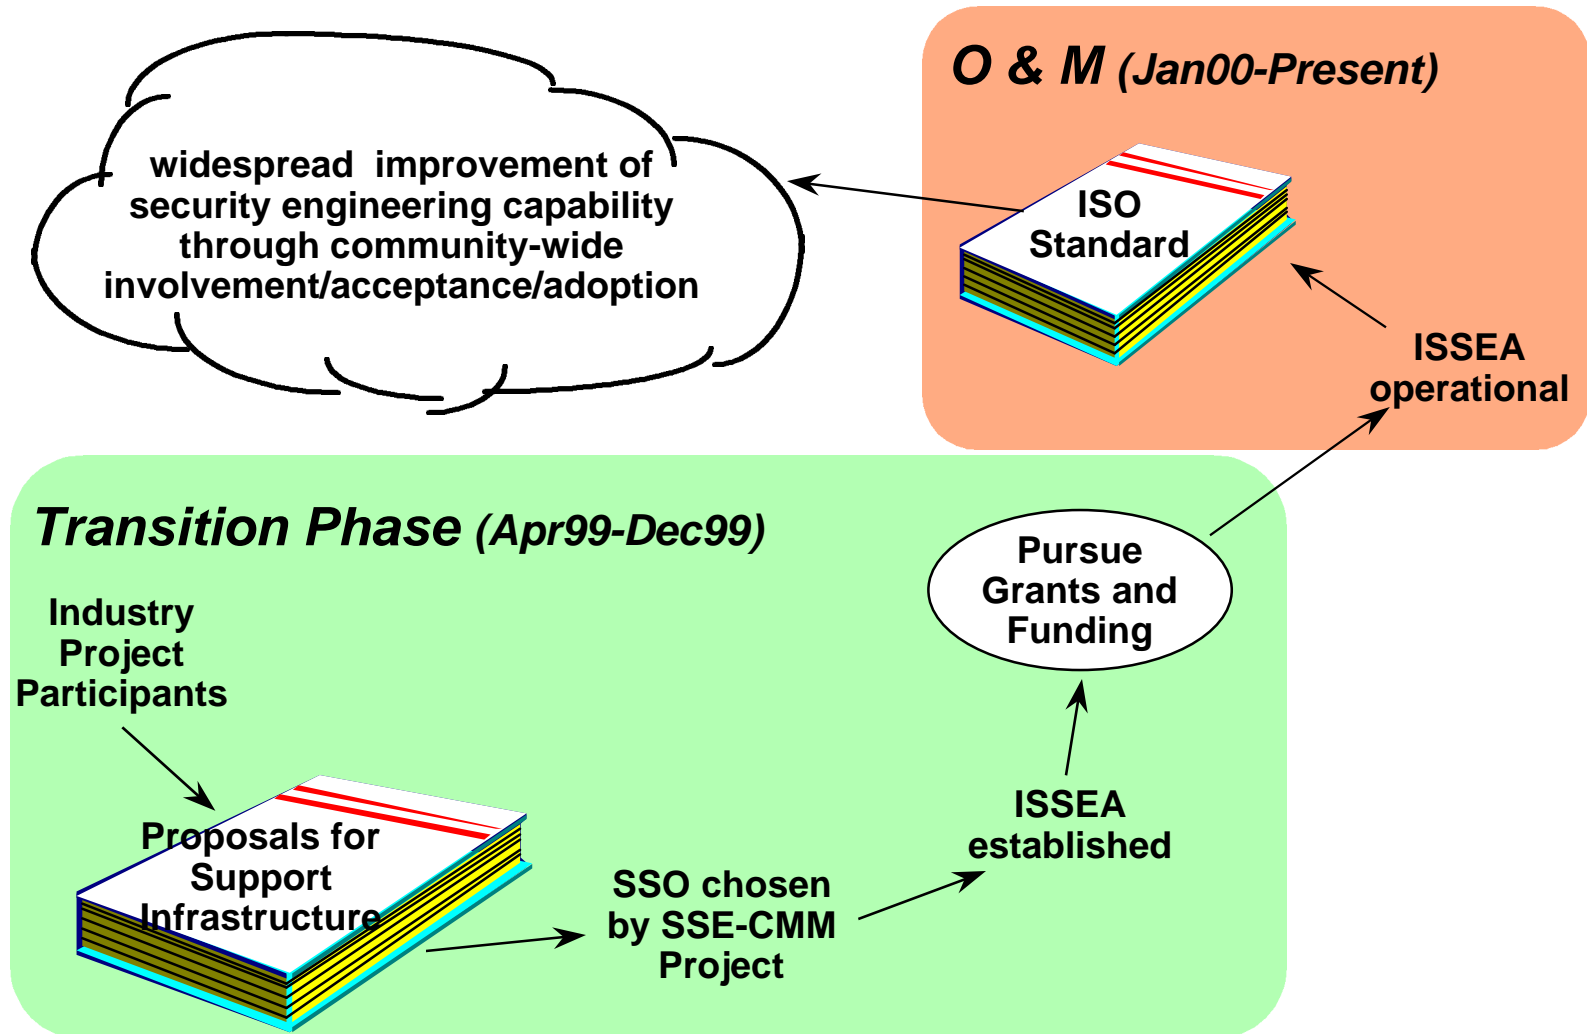 widespread improvement of
security engineering capability
through community-wide
involvement/acceptance/adoption
O & M (Jan00-Present)
ISO
Standard
ISSEA
operational
Transition Phase (Apr99-Dec99)
Industry
Project
Participants
Proposals for
Support
Infrastructure
SSO chosen
by SSE-CMM
Project
ISSEA
established
Pursue
Grants and
Funding